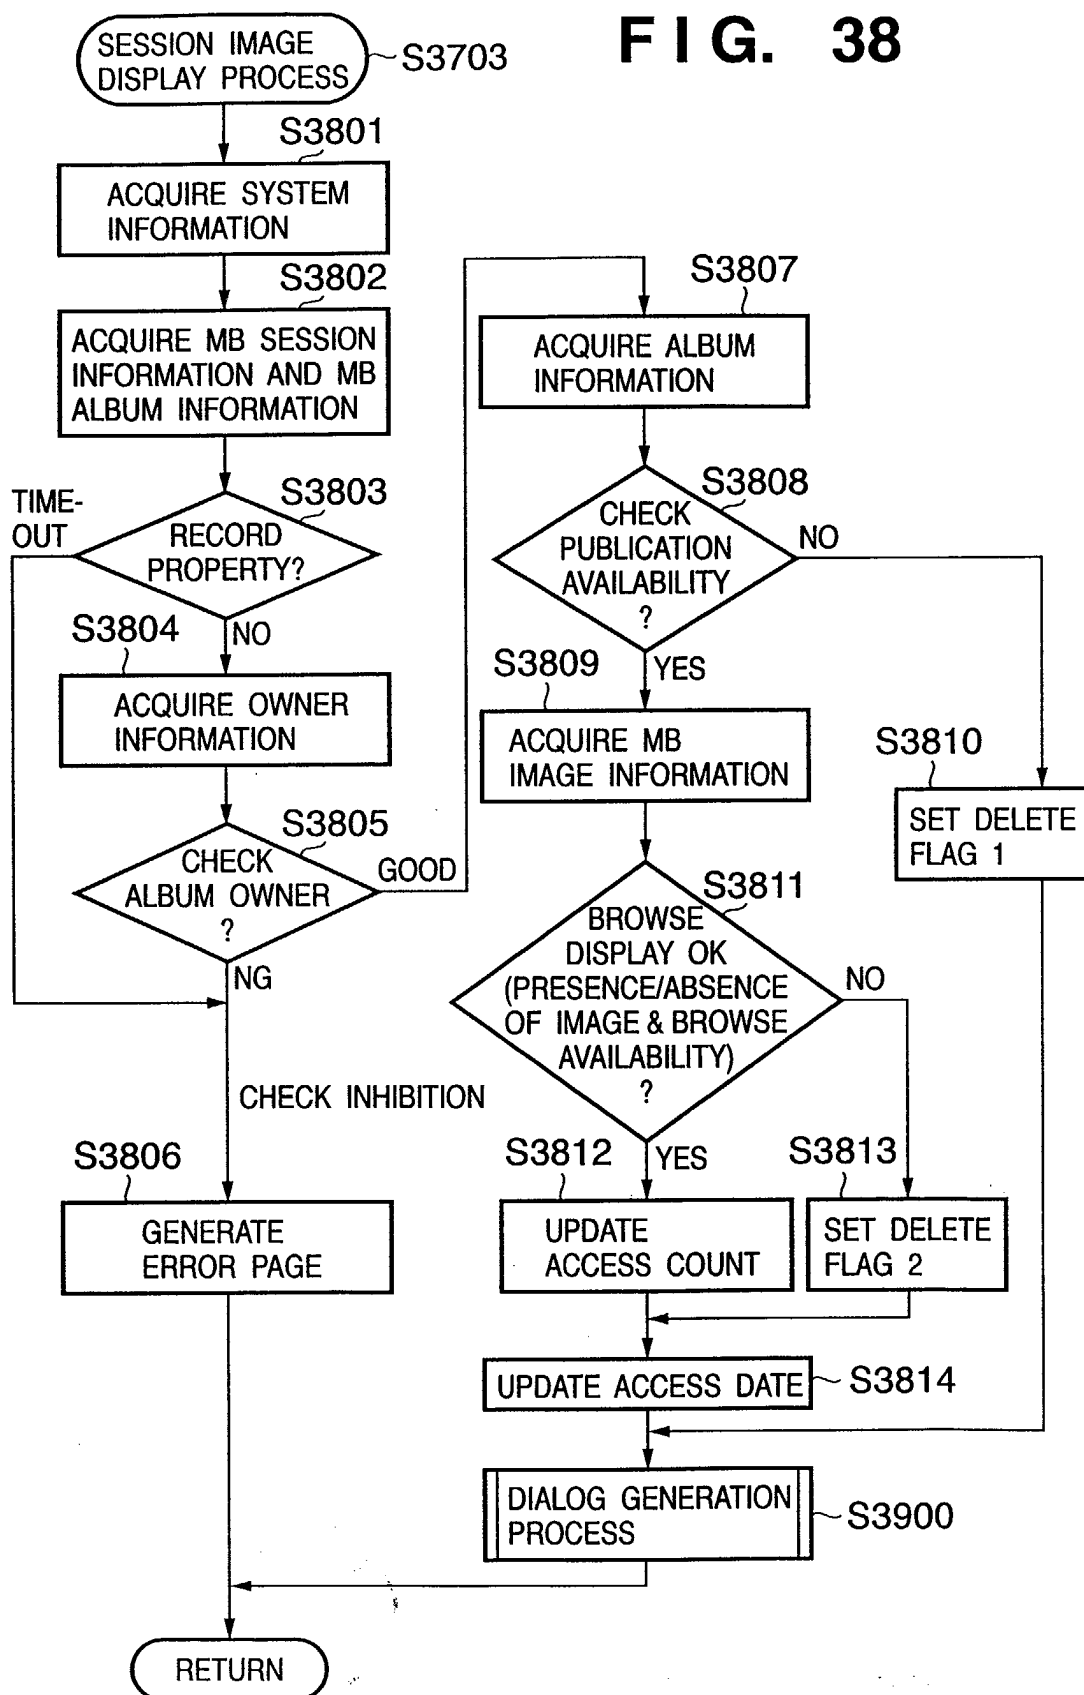 FIG. 38
SESSION IMAGE
DISPLAY PROCESS
S3703
S3801
ACQUIRE SYSTEM
INFORMATION
S3802
ACQUIRE MB SESSION
INFORMATION AND MB
ALBUM INFORMATION
TIME-
OUT
S3803
RECORD
PROPERTY?
NO
S3804
ACQUIRE OWNER
INFORMATION
S3805
CHECK
ALBUM OWNER
?
GOOD
NG
CHECK INHIBITION
S3806
GENERATE
ERROR PAGE
S3807
ACQUIRE ALBUM
INFORMATION
S3808
CHECK
PUBLICATION
AVAILABILITY
?
NO
YES
S3809
ACQUIRE MB
IMAGE INFORMATION
S3810
SET DELETE
FLAG 1
S3811
BROWSE
DISPLAY OK
(PRESENCE/ABSENCE
OF IMAGE & BROWSE
AVAILABILITY)
?
NO
YES
S3812
UPDATE
ACCESS COUNT
S3813
SET DELETE
FLAG 2
UPDATE ACCESS DATE
S3814
DIALOG GENERATION
PROCESS
S3900
RETURN